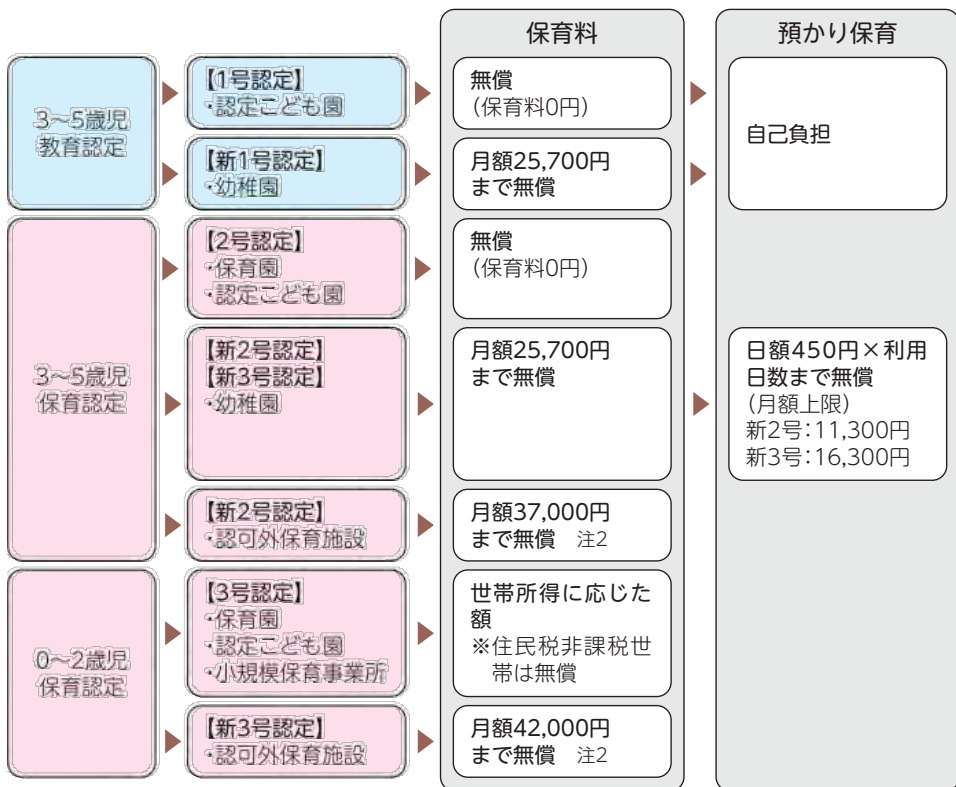 保育料
預かり保育
3～5歳児
教育認定
【1号認定】
・認定こども園
無償
（保育料0円）
自己負担
【新1号認定】
・幼稚園
月額25,700円
まで無償
3～5歳児
保育認定
【2号認定】
・保育園
・認定こども園
無償
（保育料0円）
【新2号認定】
【新3号認定】
・幼稚園
月額25,700円
まで無償
日額450円×利用
日数まで無償
（月額上限）
新2号：11,300円
新3号：16,300円
【新2号認定】
・認可外保育施設
月額37,000円
まで無償 注2
0～2歳児
保育認定
【3号認定】
・保育園
・認定こども園
・小規模保育事業所
世帯所得に応じた
額
※住民税非課税世
帯は無償
【新3号認定】
・認可外保育施設
月額42,000円
まで無償 注2